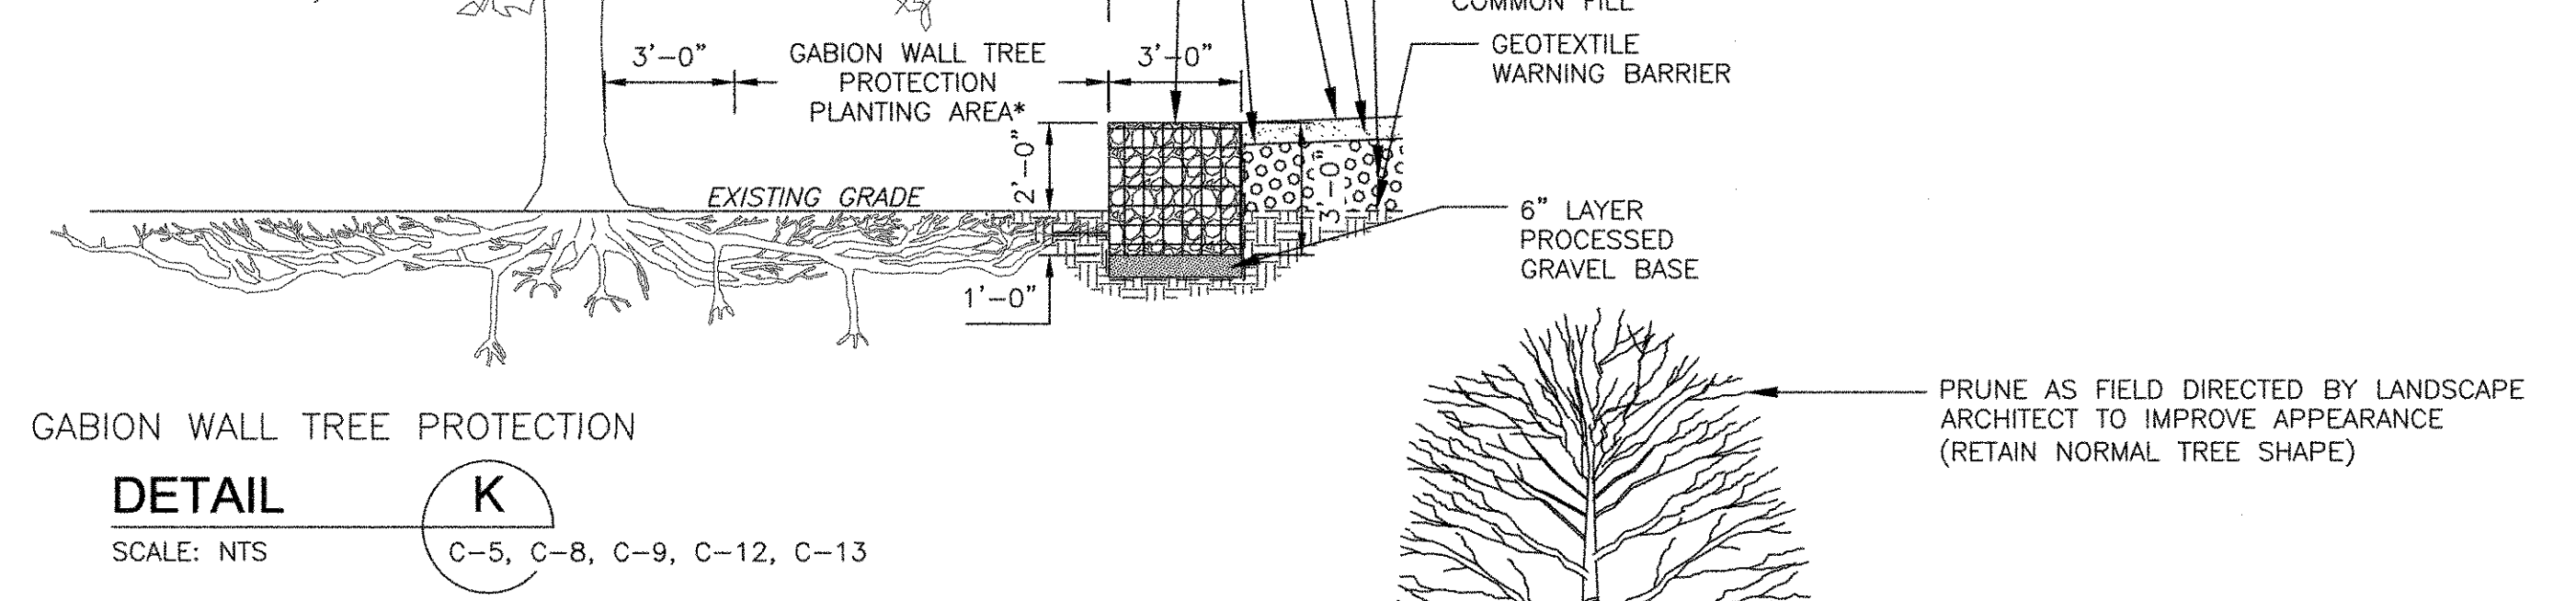 COMMON FILL
3'-0"
GABION WALL TREE
PROTECTION
PLANTING AREA*
3'-0"
GEOTEXTILE
WARNING BARRIER
2'-0"
3'-0"
EXISTING GRADE
6" LAYER
PROCESSED
GRAVEL BASE
1'-0"
PRUNE AS FIELD DIRECTED BY LANDSCAPE
ARCHITECT TO IMPROVE APPEARANCE
(RETAIN NORMAL TREE SHAPE)
GABION WALL TREE PROTECTION
DETAIL
K
SCALE: NTS
C-5, C-8, C-9, C-12, C-13